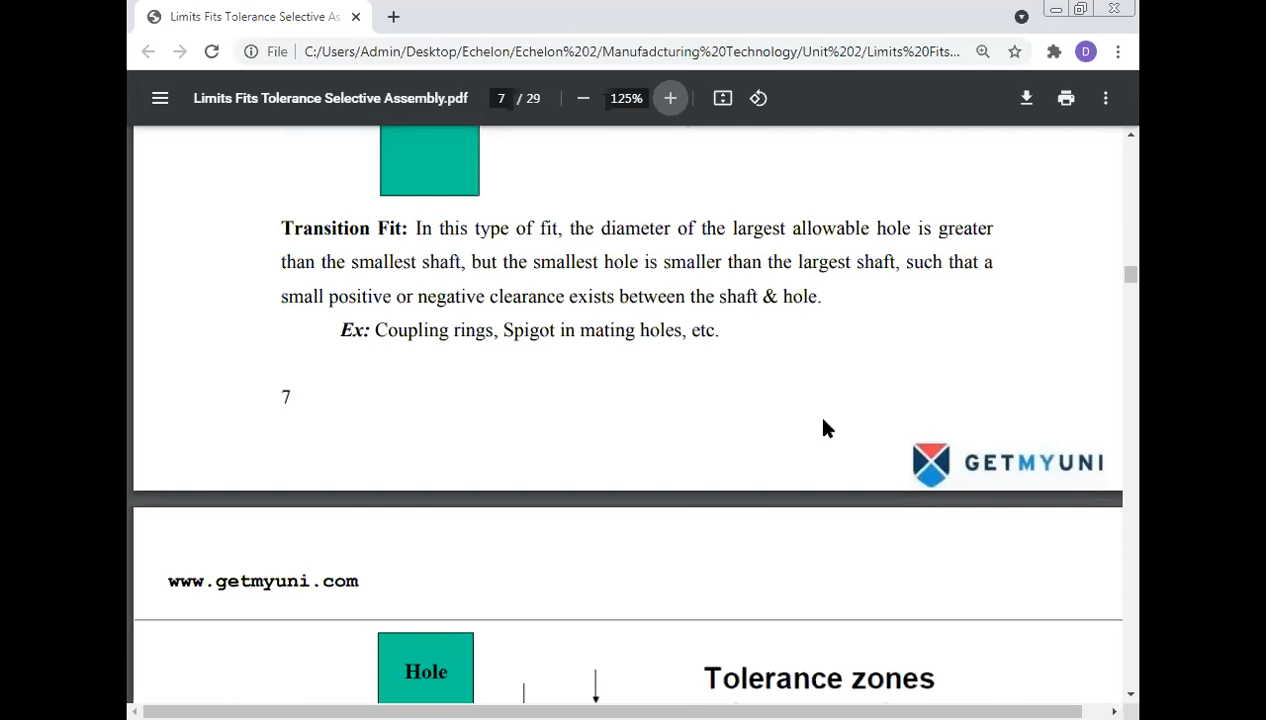 Limits Fits Tolerance Selective As
File
C:/Users/Admin/Desktop/Echelon/Echelon%202/Manufadcturing%20Technology/Unit%202/Limits%20Fits%...
D
Limits Fits Tolerance Selective Assembly.pdf
7 / 29
125%
Transition Fit: In this type of fit, the diameter of the largest allowable hole is greater
than the smallest shaft, but the smallest hole is smaller than the largest shaft, such that a
small positive or negative clearance exists between the shaft & hole.
Ex: Coupling rings, Spigot in mating holes, etc.
7
GETMYUNI
www.getmyuni.com
Hole
Tolerance zones